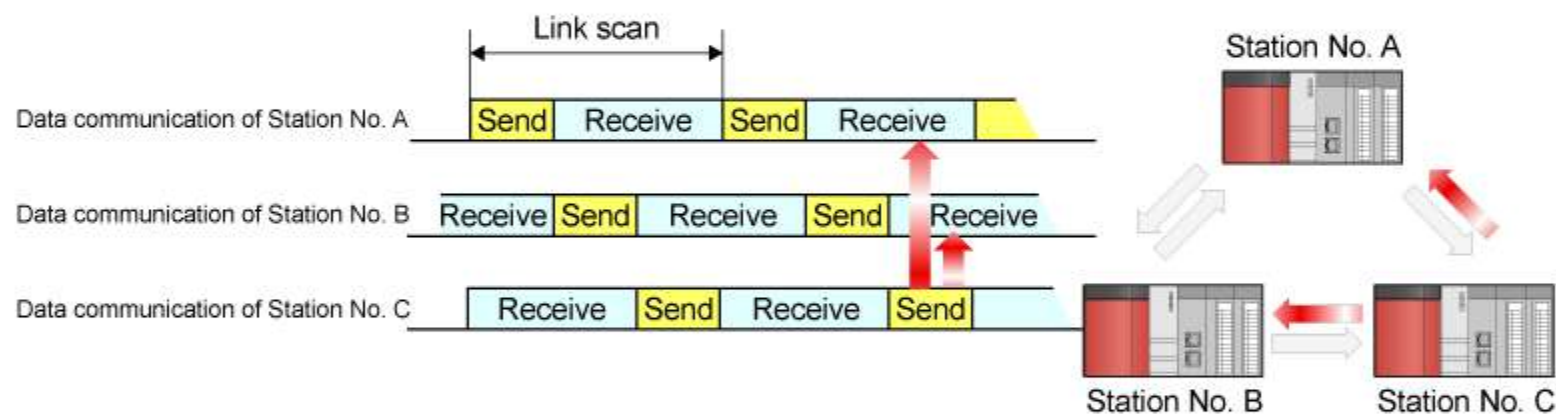 Link scan
Station No. A
Data communication of Station No. A Send Receive Send Receive
Data communication of Station No. B Receive Send Receive Send Receive
Data communication of Station No. C Receive Send Receive Send
Station No. B Station No. C